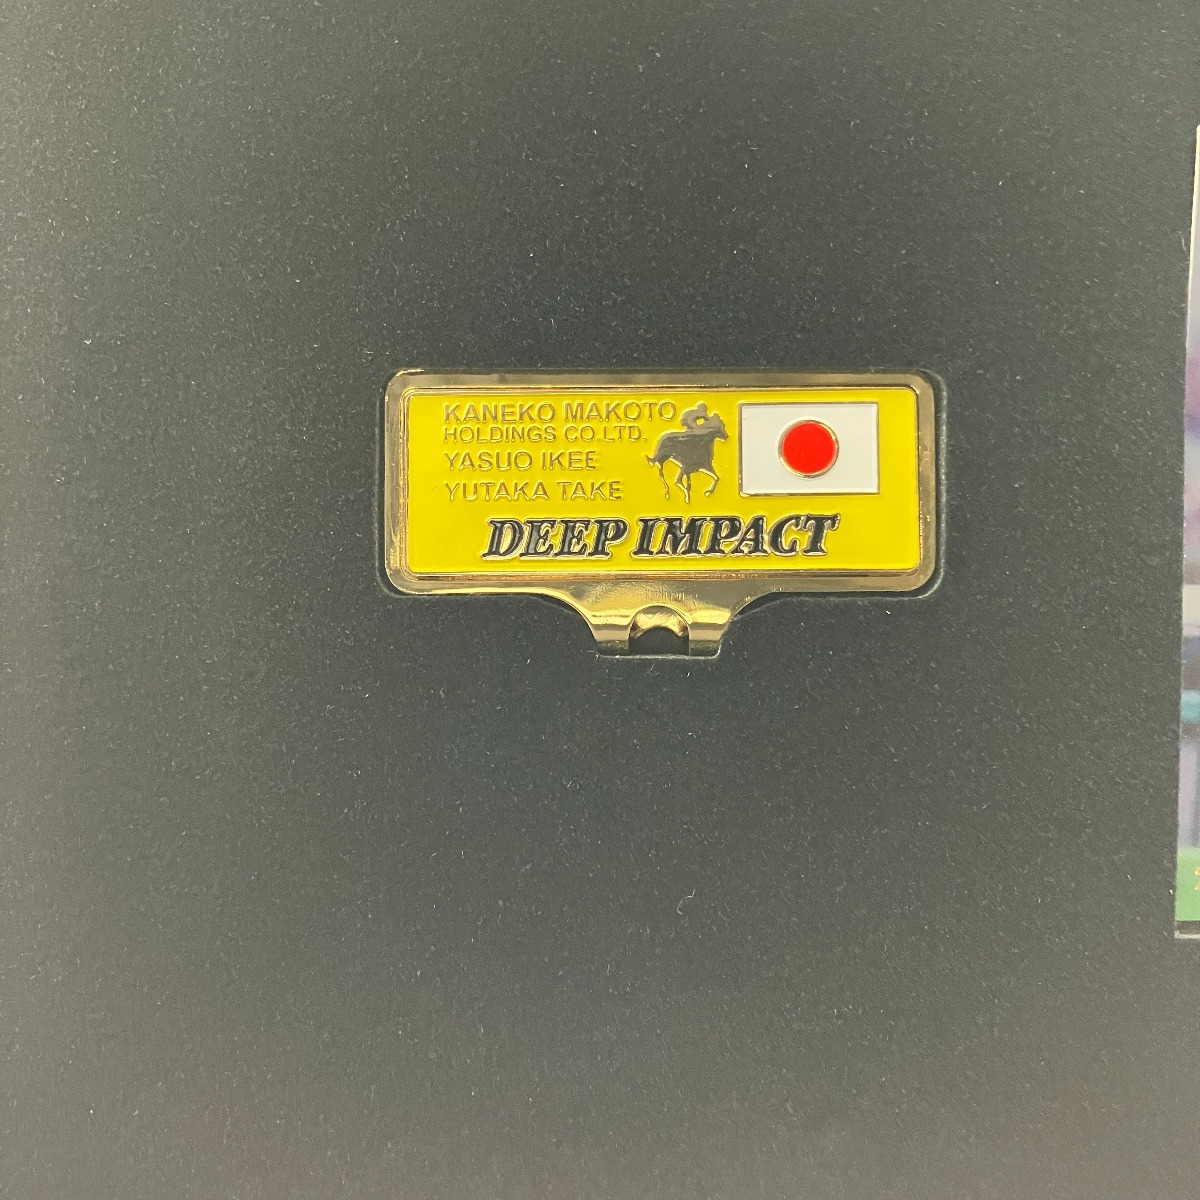 KANEKO MAKOTO
HOLDINGS CO.LTD.
YASUO IKEE
YUTAKA TAKE
DEEP IMPACT